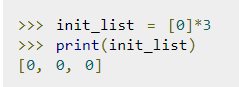 >>> init_list = [0]*3
>>> print(init_list)
[0, 0, 0]